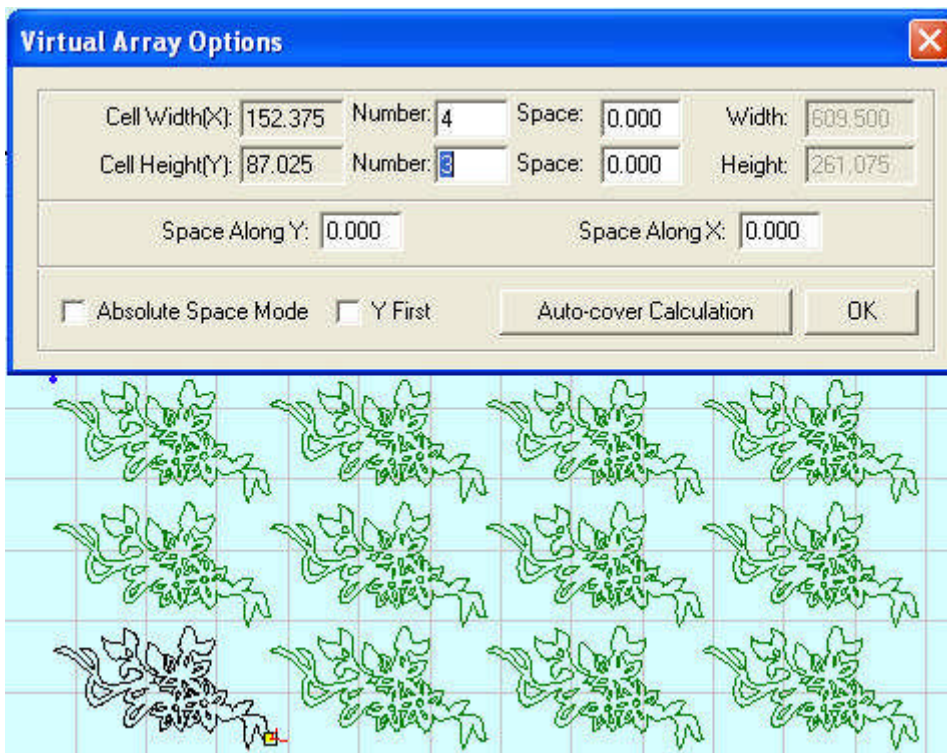 Virtual Array Options
Cell Width(X): 152.375 Number: 4 Space: 0.000 Width: 609.500
Cell Height(Y): 87.025 Number: 3 Space: 0.000 Height: 261,075
Space Along Y: 0.000 Space Along X: 0.000
Absolute Space Mode Y First Auto-cover Calculation OK